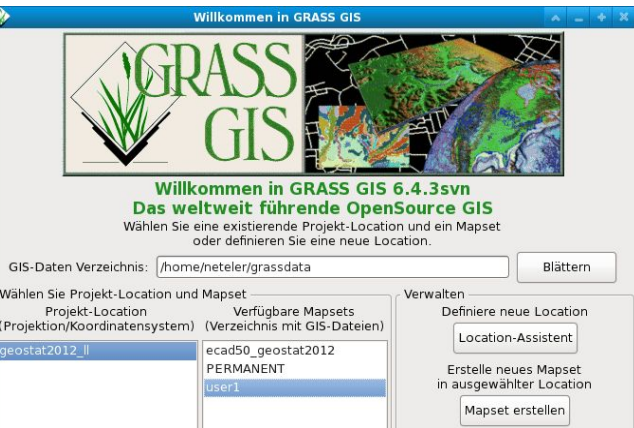 Willkommen in GRASS GIS
GRASS
GIS
Willkommen in GRASS GIS 6.4.3svn
Das weltweit führende OpenSource GIS
Wählen Sie eine existierende Projekt-Location und ein Mapset
oder definieren Sie eine neue Location.
GIS-Daten Verzeichnis: /home/neteler/grassdata Blättern
Wählen Sie Projekt-Location und Mapset
Projekt-Location
(Projektion/Koordinatensystem)
geostat2012_ll
Verfügbare Mapsets
(Verzeichnis mit GIS-Dateien)
ecad50_geostat2012
PERMANENT
user1
Verwalten
Definiere neue Location
Location-Assistent
Erstelle neues Mapset
in ausgewählter Location
Mapset erstellen